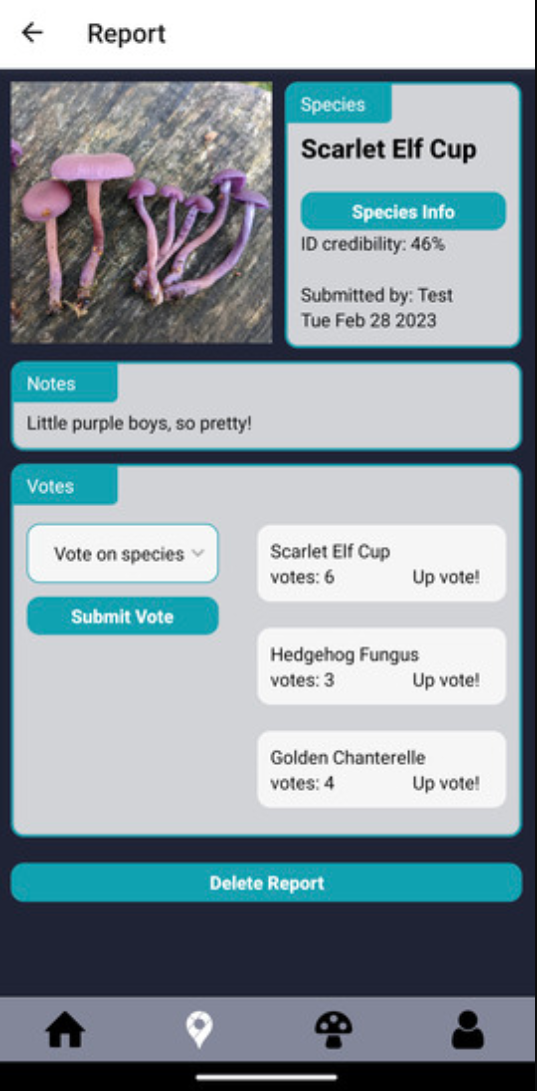 Report
Species
Scarlet Elf Cup
Species Info
ID credibility: 46%
Submitted by: Test
Tue Feb 28 2023
Notes
Little purple boys, so pretty!
Votes
Vote on species
Submit Vote
Scarlet Elf Cup
votes: 6 Up vote!
Hedgehog Fungus
votes: 3 Up vote!
Golden Chanterelle
votes: 4 Up vote!
Delete Report